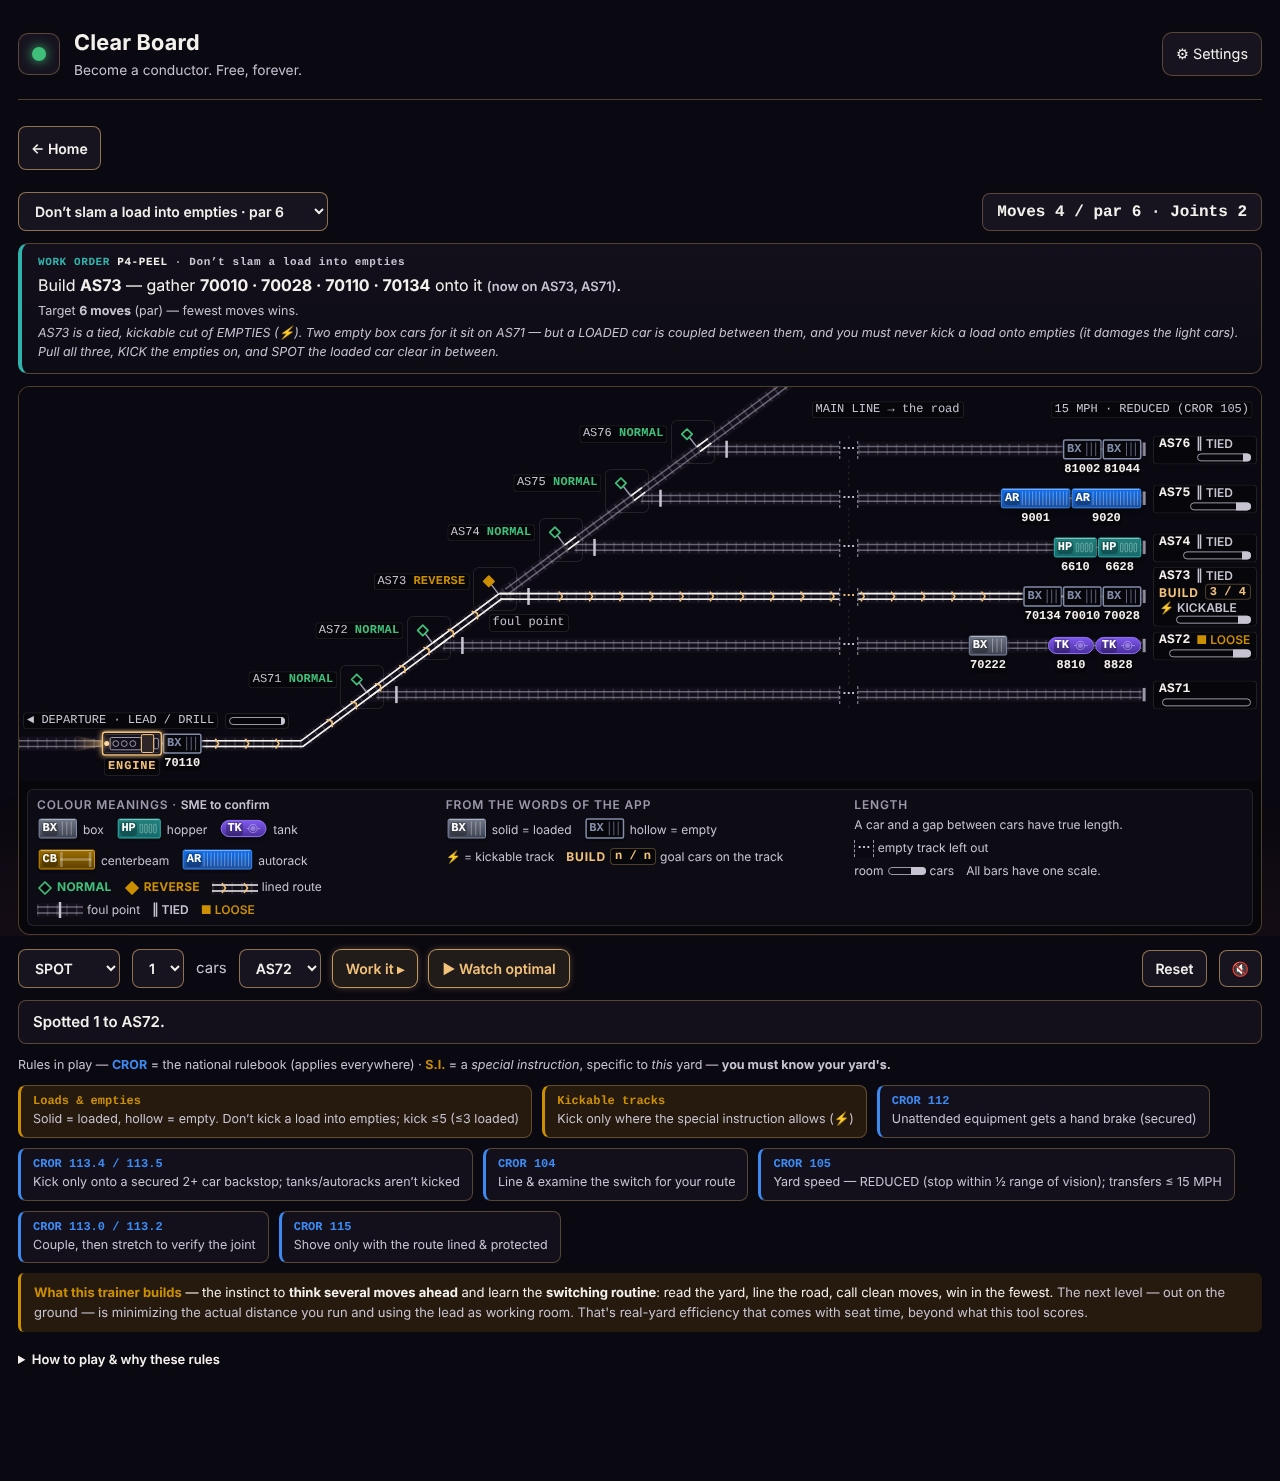 Clear Board
Become a conductor. Free, forever.
⚙ Settings
← Home
Don’t slam a load into empties · par 6
Moves 4 / par 6 · Joints 2
WORK ORDER P4-PEEL · Don’t slam a load into empties
Build AS73 — gather 70010 · 70028 · 70110 · 70134 onto it (now on AS73, AS71).
Target 6 moves (par) — fewest moves wins.
AS73 is a tied, kickable cut of EMPTIES (⚡). Two empty box cars for it sit on AS71 — but a LOADED car is coupled between them, and you must never kick a load onto empties (it damages the light cars).
Pull all three, KICK the empties on, and SPOT the loaded car clear in between.
MAIN LINE → the road
15 MPH · REDUCED (CROR 105)
AS76 NORMAL
BX BX
81002 81044
AS76 ‖ TIED
AS75 NORMAL
AR AR
9001 9020
AS75 ‖ TIED
AS74 NORMAL
HP HP
6610 6628
AS74 ‖ TIED
AS73 REVERSE
BX BX BX
70134 70010 70028
AS73 ‖ TIED
BUILD 3 / 4
⚡ KICKABLE
foul point
AS72 NORMAL
BX TK TK
70222 8810 8828
AS72 ■ LOOSE
AS71 NORMAL
AS71
◄ DEPARTURE · LEAD / DRILL
BX
ENGINE 70110
COLOUR MEANINGS · SME to confirm
BX box HP hopper TK tank
CB centerbeam AR autorack
NORMAL REVERSE lined route
foul point ‖ TIED ■ LOOSE
FROM THE WORDS OF THE APP
BX solid = loaded BX hollow = empty
⚡ = kickable track BUILD n / n goal cars on the track
LENGTH
A car and a gap between cars have true length.
··· empty track left out
room cars All bars have one scale.
SPOT 1 cars AS72 Work it ▸ ▶ Watch optimal Reset 🔇
Spotted 1 to AS72.
Rules in play — CROR = the national rulebook (applies everywhere) · S.I. = a special instruction, specific to this yard — you must know your yard's.
Loads & empties
Solid = loaded, hollow = empty. Don’t kick a load into empties; kick ≤5 (≤3 loaded)
Kickable tracks
Kick only where the special instruction allows (⚡)
CROR 112
Unattended equipment gets a hand brake (secured)
CROR 113.4 / 113.5
Kick only onto a secured 2+ car backstop; tanks/autoracks aren’t kicked
CROR 104
Line & examine the switch for your route
CROR 105
Yard speed — REDUCED (stop within ½ range of vision); transfers ≤ 15 MPH
CROR 113.0 / 113.2
Couple, then stretch to verify the joint
CROR 115
Shove only with the route lined & protected
What this trainer builds — the instinct to think several moves ahead and learn the switching routine: read the yard, line the road, call clean moves, win in the fewest. The next level — out on the
ground — is minimizing the actual distance you run and using the lead as working room. That's real-yard efficiency that comes with seat time, beyond what this tool scores.
▶ How to play & why these rules